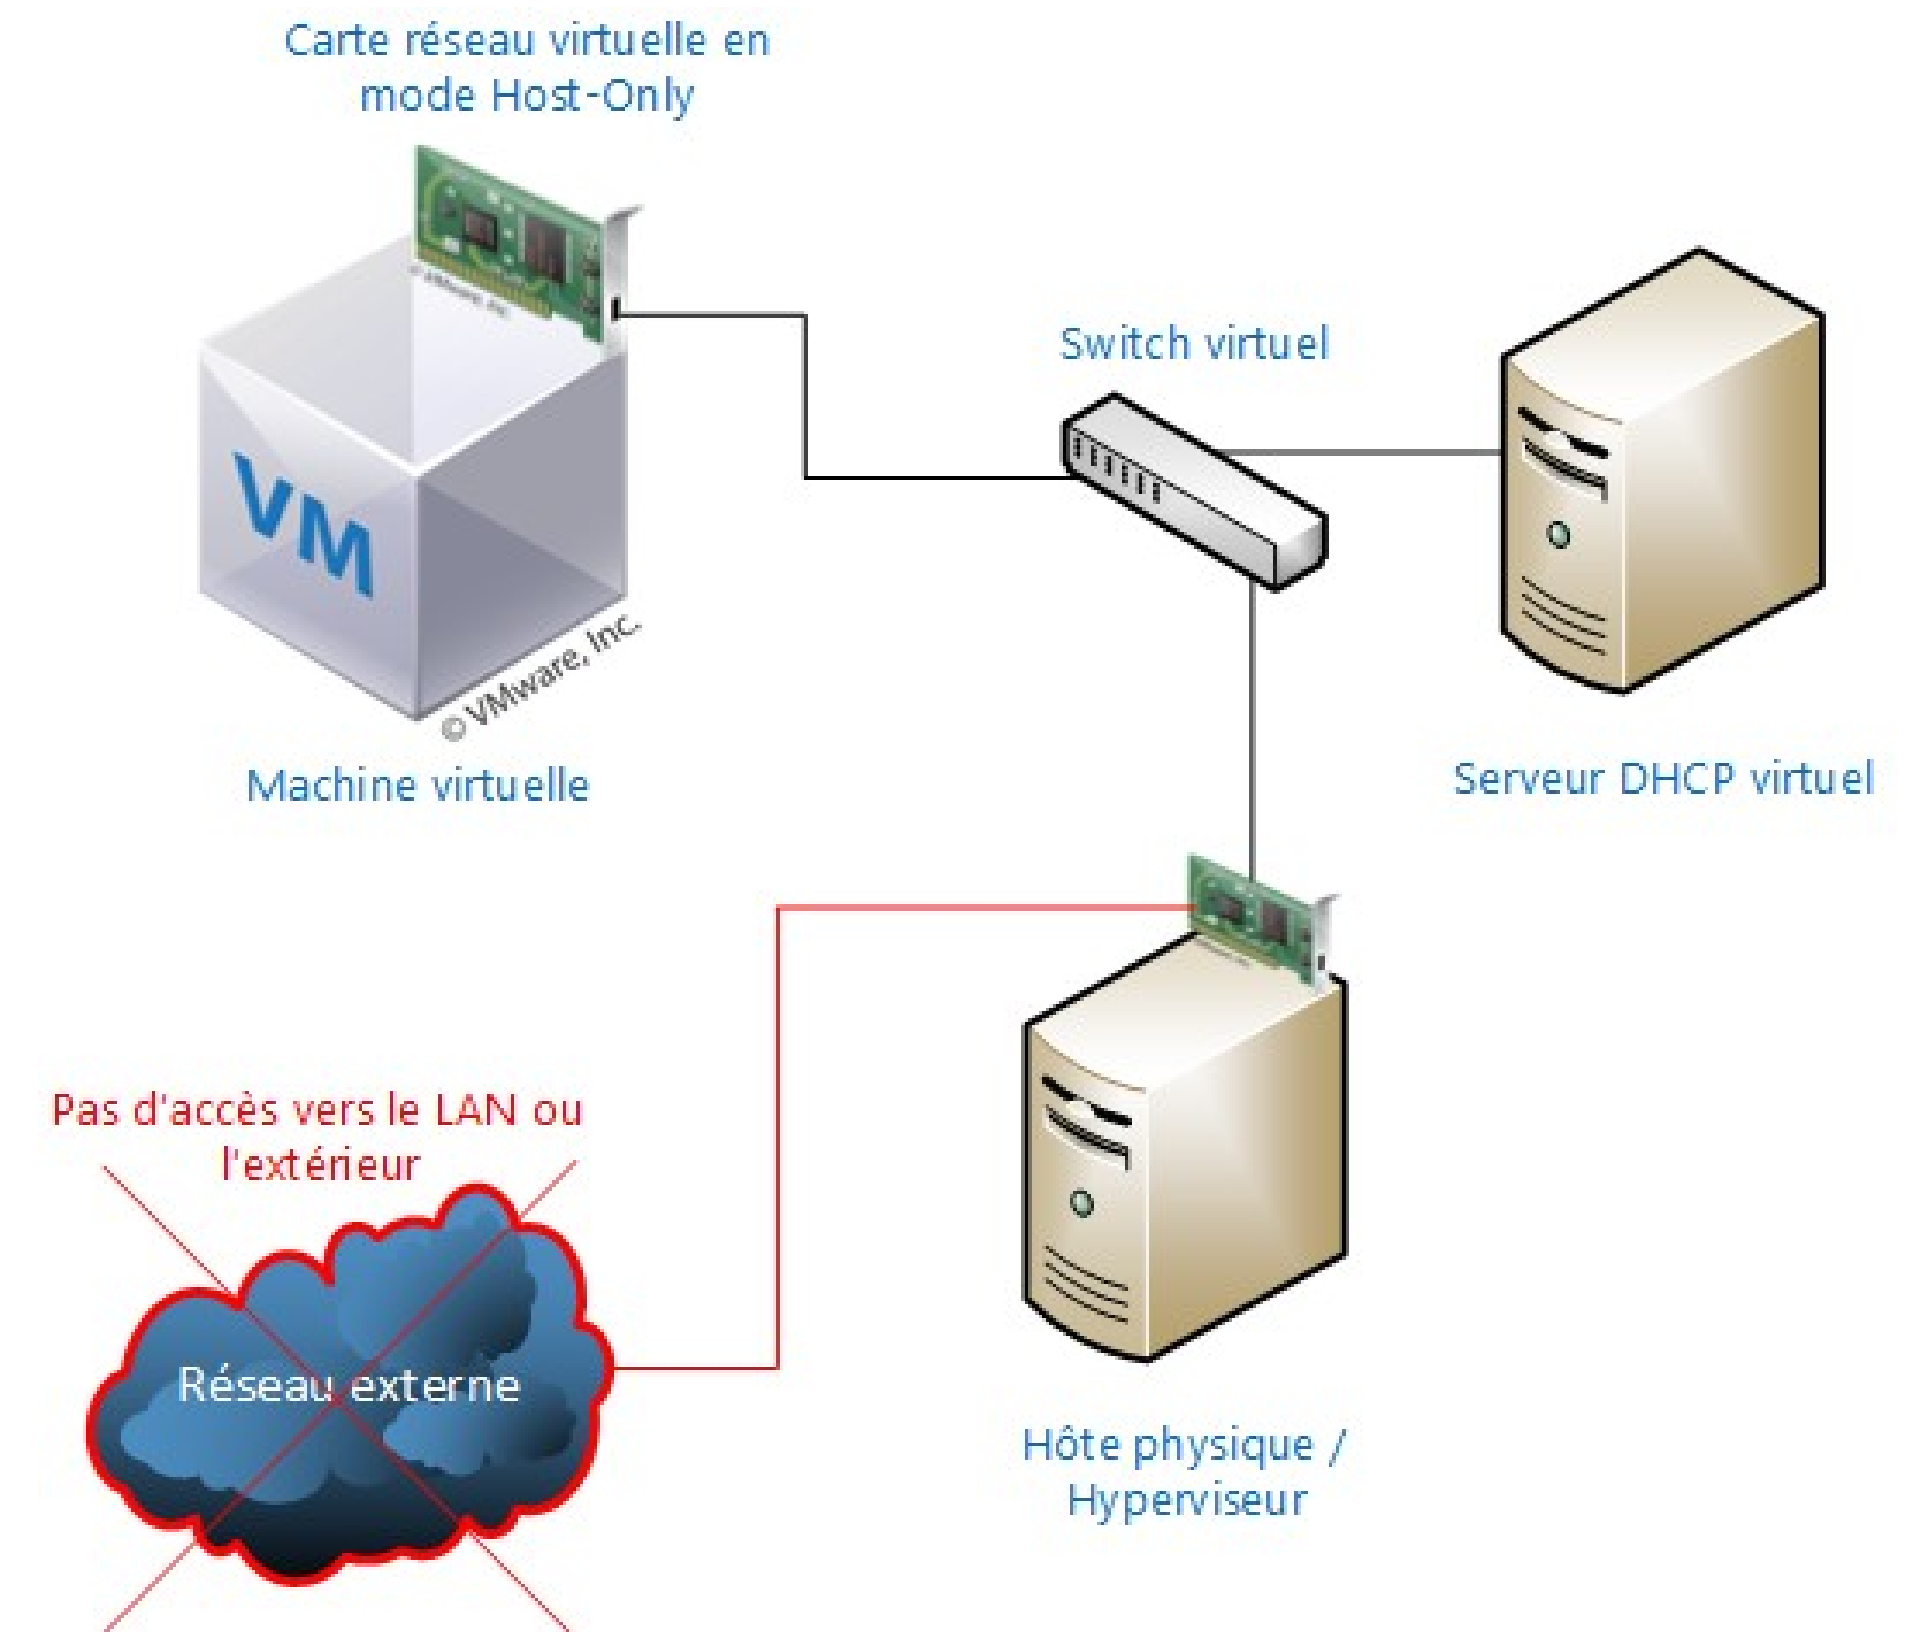 Carte réseau virtuelle en
mode Host-Only
Switch virtuel
VM
© VMware, Inc.
Machine virtuelle
Serveur DHCP virtuel
Pas d'accès vers le LAN ou
l'extérieur
Réseau externe
Hôte physique /
Hyperviseur